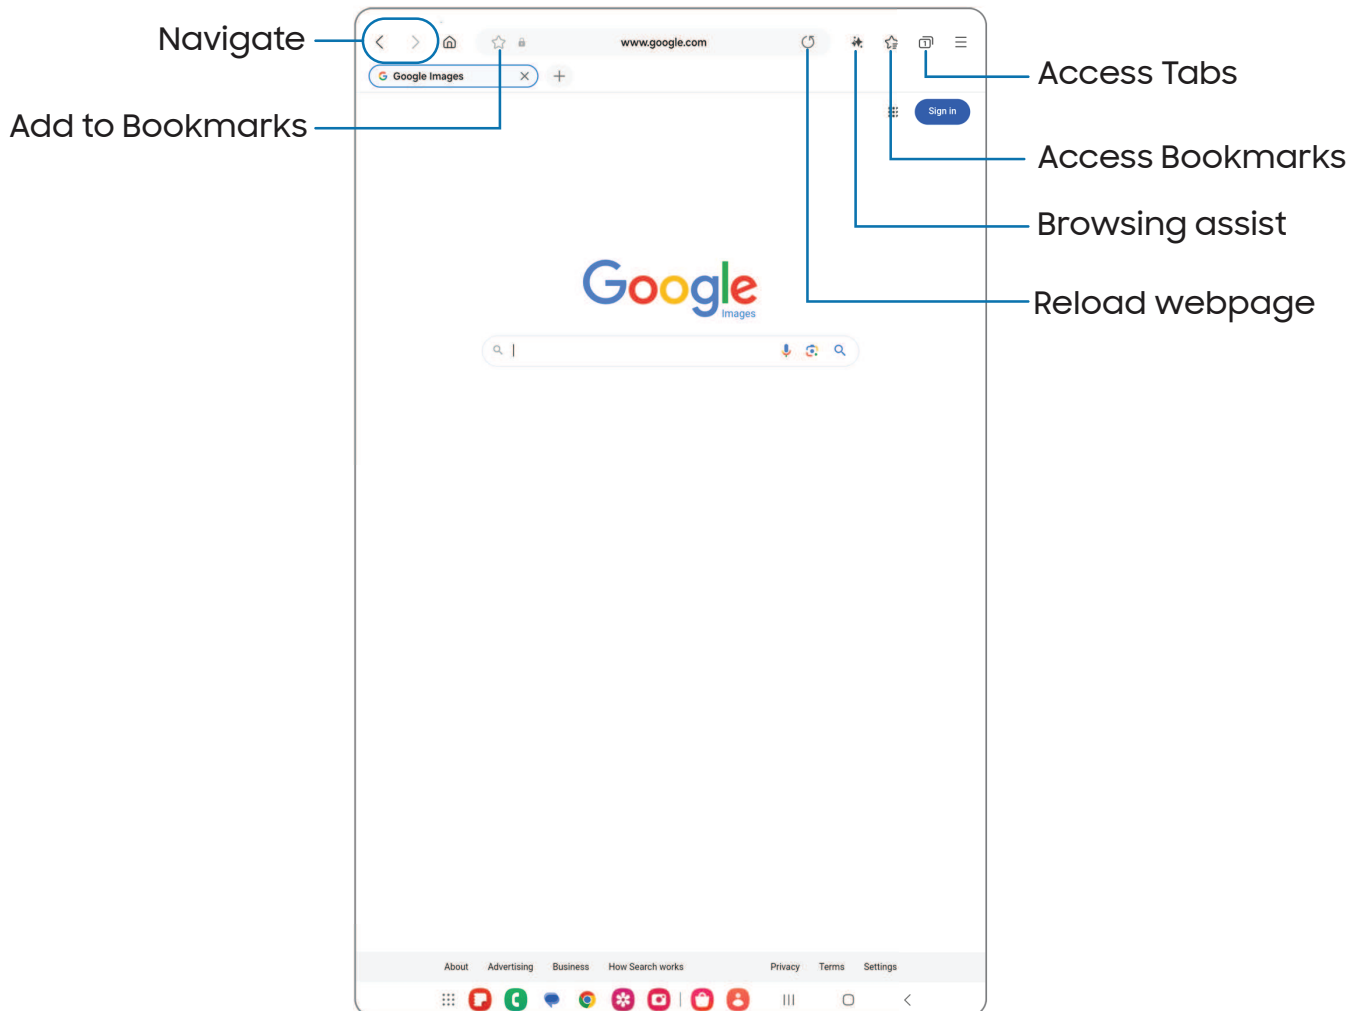 Navigate
www.google.com
1
Google Images
Access Tabs
Add to Bookmarks
Sign in
Access Bookmarks
Browsing assist
Google
Images
Reload webpage
About Advertising Business How Search works Privacy Terms Settings